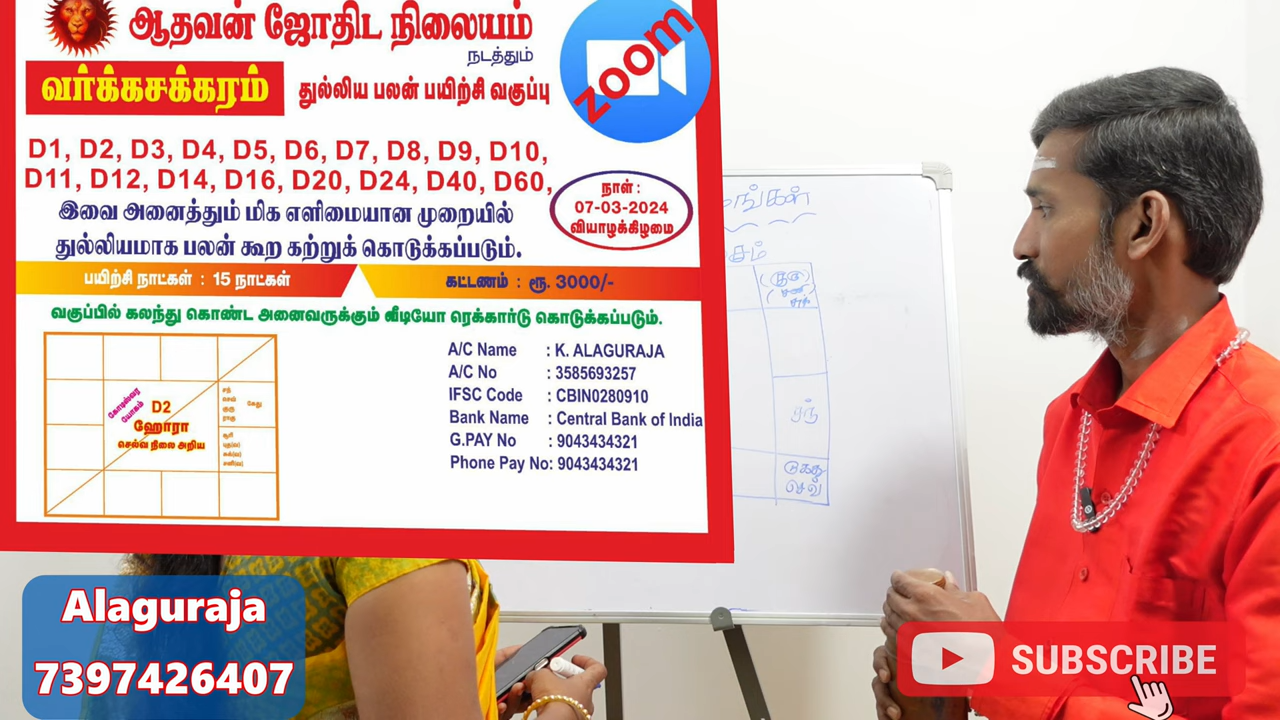 ஆதவன் ஜோதிட நிலையம்
நடத்தும்
வர்க்கசக்கரம்
துல்லிய பலன் பயிற்சி வகுப்பு
zoom
D1, D2, D3, D4, D5, D6, D7, D8, D9, D10,
D11, D12, D14, D16, D20, D24, D40, D60,
இவை அனைத்தும் மிக எளிமையான முறையில்
துல்லியமாக பலன் கூற கற்றுக் கொடுக்கப்படும்.
நாள் :
07-03-2024
வியாழக்கிழமை
பயிற்சி நாட்கள் : 15 நாட்கள்
கட்டணம் : ரூ. 3000/-
வகுப்பில் கலந்து கொண்ட அனைவருக்கும் வீடியோ ரெக்கார்டு கொடுக்கப்படும்.
A/C Name : K. ALAGURAJA
A/C No : 3585693257
IFSC Code : CBIN0280910
Bank Name : Central Bank of India
G.PAY No : 9043434321
Phone Pay No: 9043434321
கோடீஸ்வர
யோகம்
D2
ஹோரா
செல்வ நிலை அறிய
கேது
Alaguraja
7397426407
SUBSCRIBE